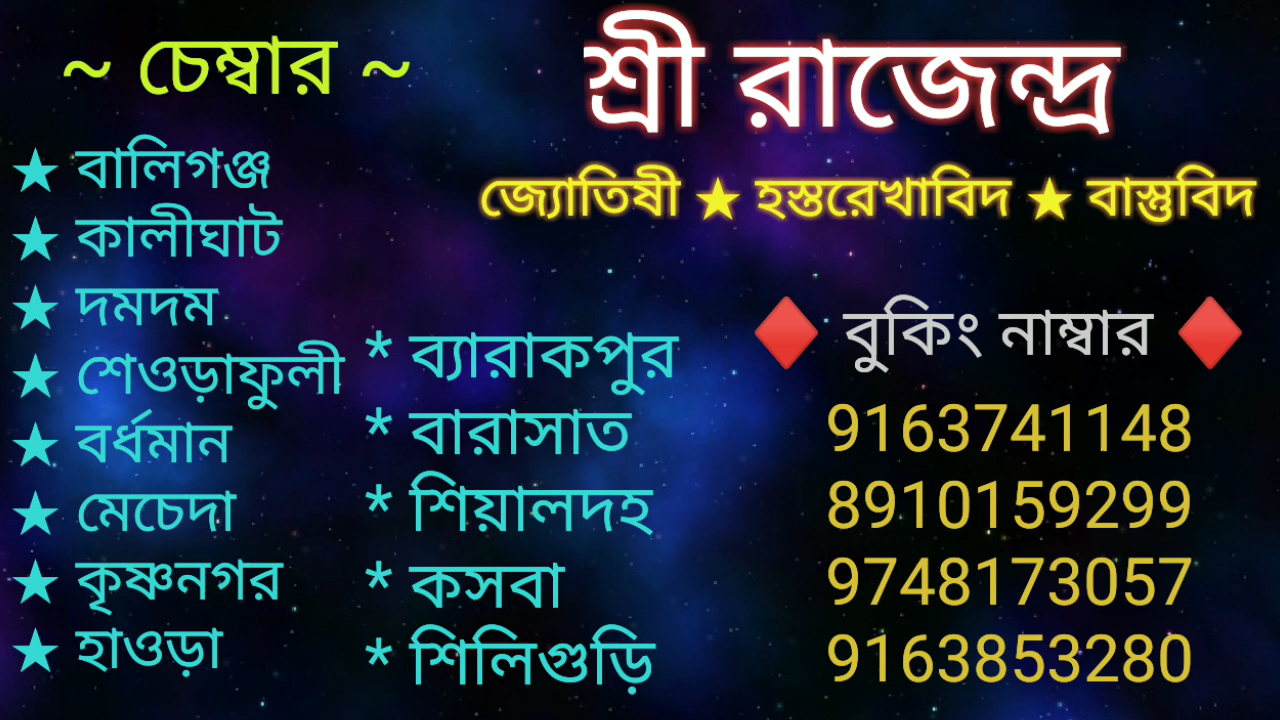 ~ চেম্বার ~
★ বালিগঞ্জ
★ কালীঘাট
★ দমদম
★ শেওড়াফুলী
★ বর্ধমান
★ মেচেদা
★ কৃষ্ণনগর
★ হাওড়া
* ব্যারাকপুর
* বারাসাত
* শিয়ালদহ
* কসবা
* শিলিগুড়ি
শ্রী রাজেন্দ্র
জ্যোতিষী ★ হস্তরেখাবিদ ★ বাস্তুবিদ
♦ বুকিং নাম্বার ♦
9163741148
8910159299
9748173057
9163853280